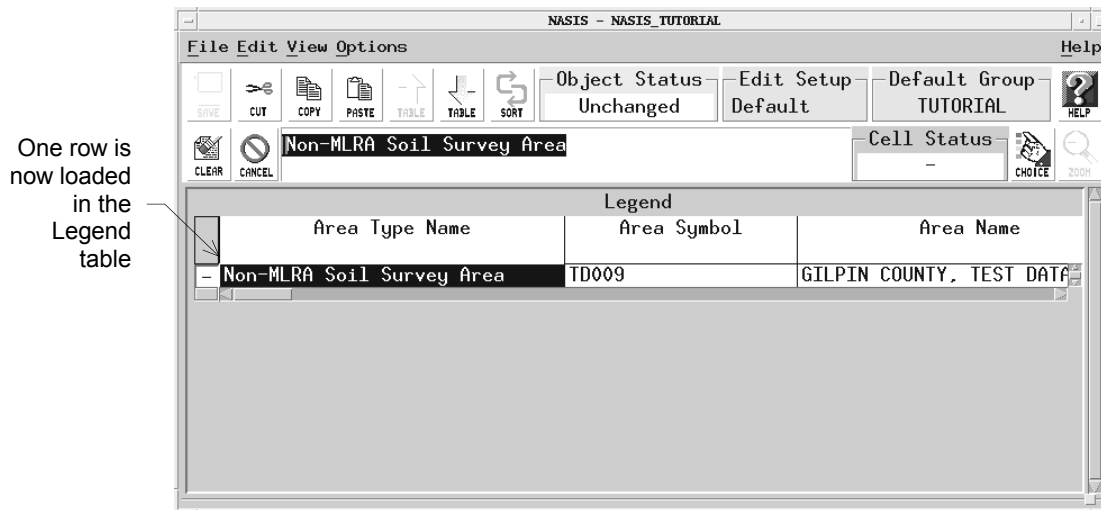 NASIS - NASIS_TUTORIAL
File Edit View Options Help
Object Status Edit Setup Default Group
Unchanged Default TUTORIAL
SAVE CUT COPY PASTE TABLE TABLE SORT HELP
Non-MLRA Soil Survey Area
Cell Status
-
CLEAR CANCEL CHOICE ZOOM
One row is
now loaded
in the
Legend
table
Legend
Area Type Name Area Symbol Area Name
- Non-MLRA Soil Survey Area TD009 GILPIN COUNTY, TEST DATA